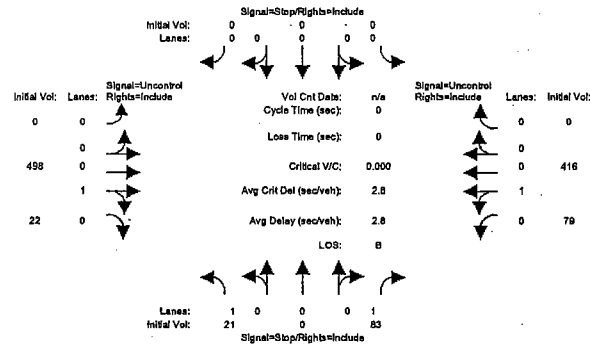 Signal=Stop/Rights=Include
Initial Vol: 0 0 0
Lanes: 0 0 0 0 0
Signal=Uncontrol Signal=Uncontrol
Initial Vol: Lanes: Rights=Include Vol Cnt Date: n/a Rights=Include Lanes: Initial Vol:
Cycle Time (sec): 0
0 0 0 0
Loss Time (sec): 0
0 0
498 0 Critical V/C: 0.000 0 416
1 Avg Crit Del (sec/veh): 2.8 1
22 0 Avg Delay (sec/veh): 2.8 0 79
LOS: B
Lanes: 1 0 0 0 1
Initial Vol: 21 0 83
Signal=Stop/Rights=Include